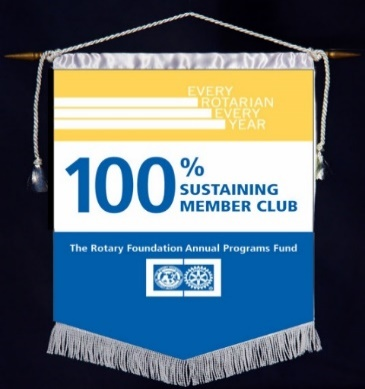 EVERY
ROTARIAN
EVERY
YEAR
100%
SUSTAINING
MEMBER CLUB
The Rotary Foundation Annual Programs Fund